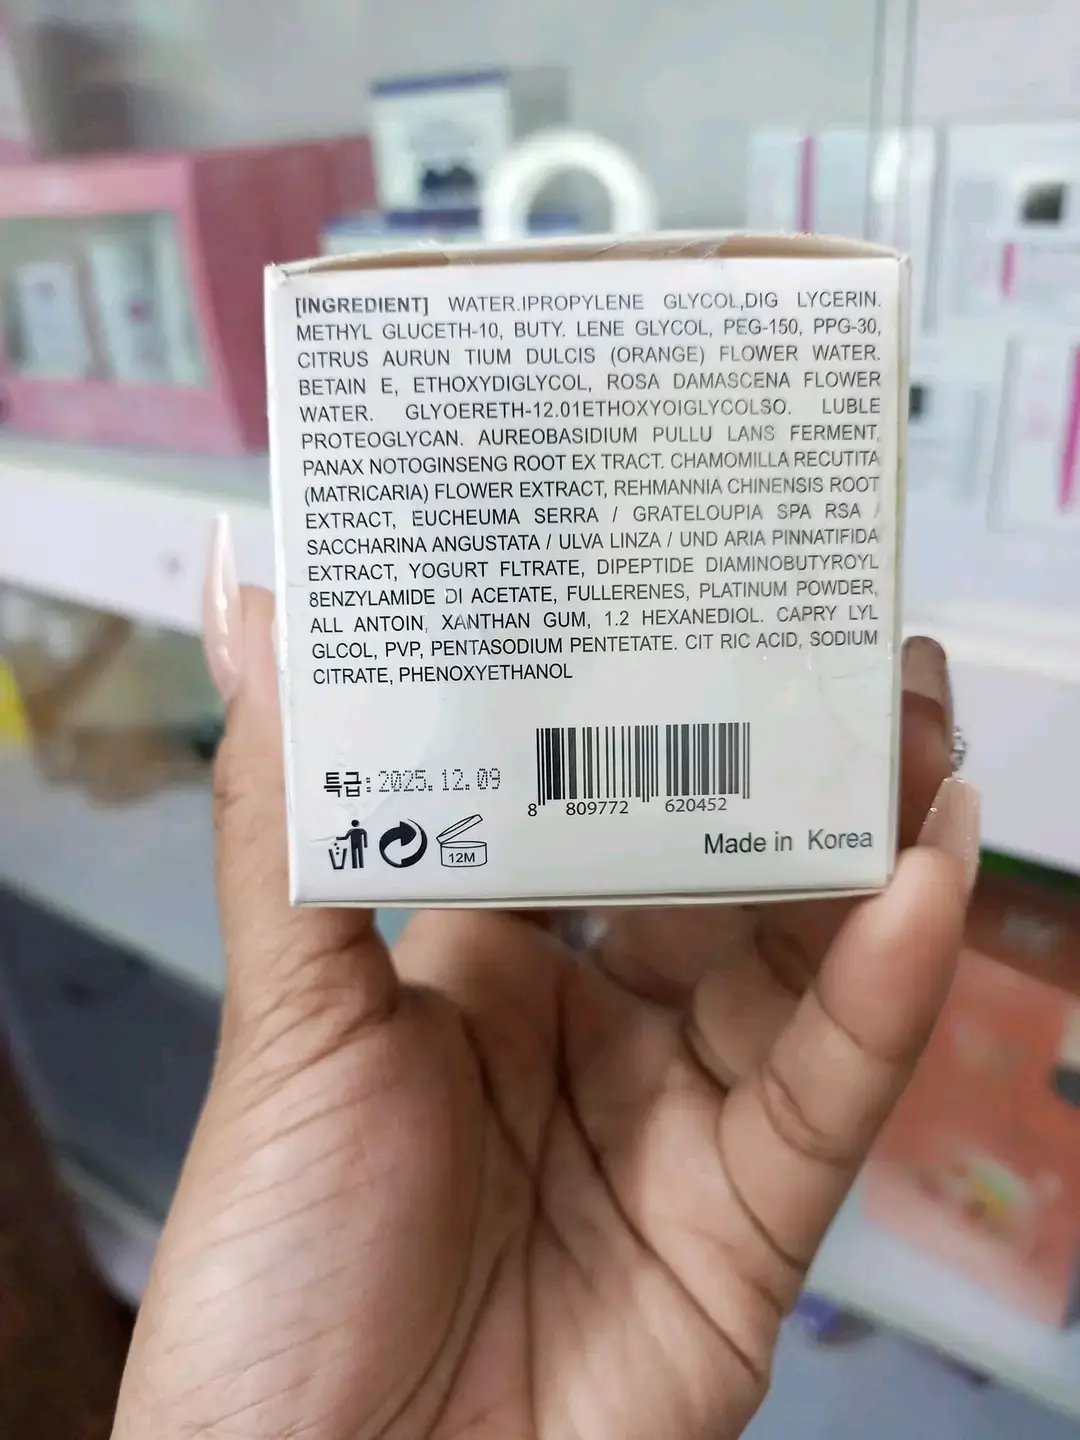 [INGREDIENT] WATER.IPROPYLENE GLYCOL,DIG LYCERIN.
METHYL GLUCETH-10, BUTY. LENE GLYCOL, PEG-150, PPG-30,
CITRUS AURUN TIUM DULCIS (ORANGE) FLOWER WATER.
BETAIN E, ETHOXYDIGLYCOL, ROSA DAMASCENA FLOWER
WATER. GLYOERETH-12.01ETHOXYOIGLYCOLSO. LUBLE
PROTEOGLYCAN. AUREOBASIDIUM PULLU LANS FERMENT,
PANAX NOTOGINSENG ROOT EX TRACT. CHAMOMILLA RECUTITA
(MATRICARIA) FLOWER EXTRACT, REHMANNIA CHINENSIS ROOT
EXTRACT, EUCHEUMA SERRA / GRATELOUPIA SPA RSA /
SACCHARINA ANGUSTATA / ULVA LINZA / UND ARIA PINNATIFIDA
EXTRACT, YOGURT FLTRATE, DIPEPTIDE DIAMINOBUTYROYL
8ENZYLAMIDE DI ACETATE, FULLERENES, PLATINUM POWDER,
ALL ANTOIN, XANTHAN GUM, 1.2 HEXANEDIOL. CAPRY LYL
GLCOL, PVP, PENTASODIUM PENTETATE. CIT RIC ACID, SODIUM
CITRATE, PHENOXYETHANOL
특급: 2025.12.09
8 809772 620452
12M
Made in Korea